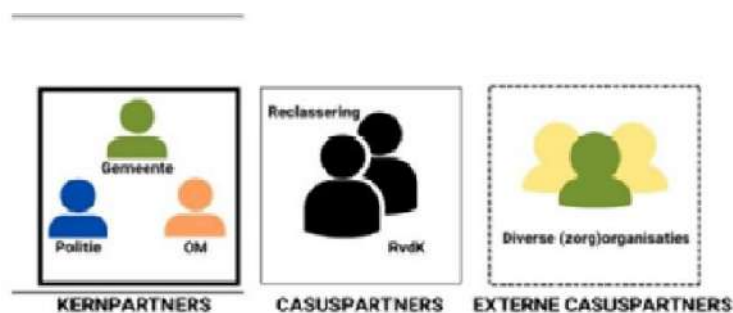 Gemeente
Politie
OM
KERNPARTNERS
Reclassering
RvdK
CASUSPARTNERS
Diverse (zorg)organisaties
EXTERNE CASUSPARTNERS